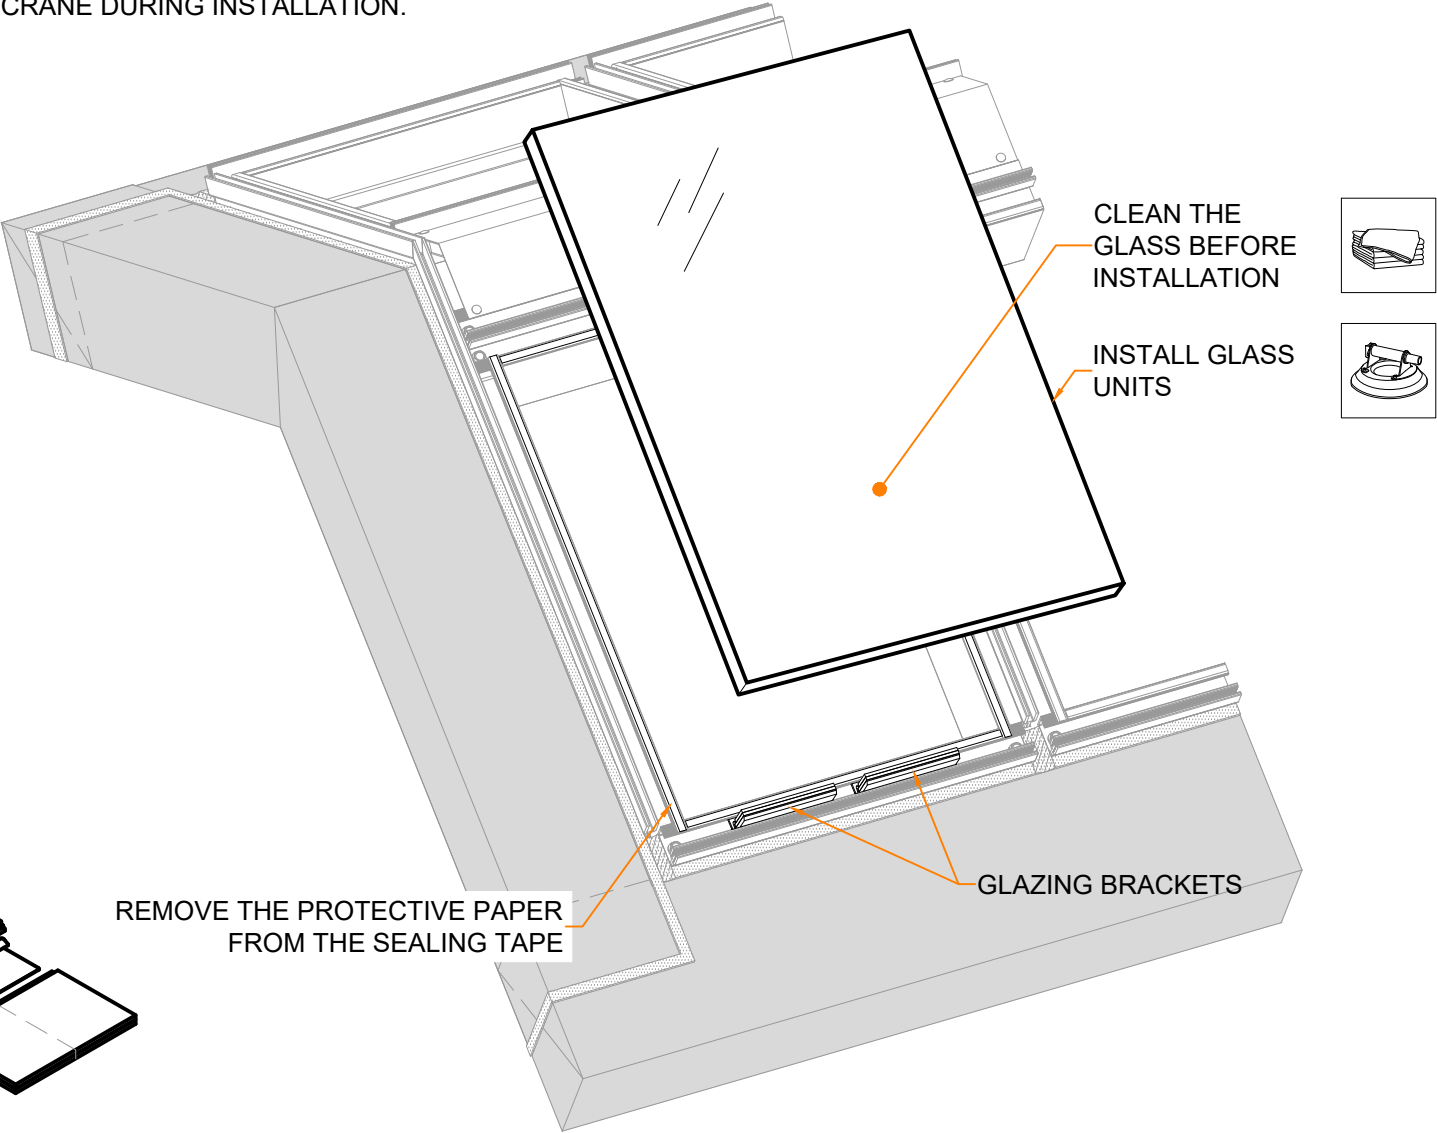 CRANE DURING INSTALLATION.
CLEAN THE
GLASS BEFORE
INSTALLATION
INSTALL GLASS
UNITS
GLAZING BRACKETS
REMOVE THE PROTECTIVE PAPER
FROM THE SEALING TAPE